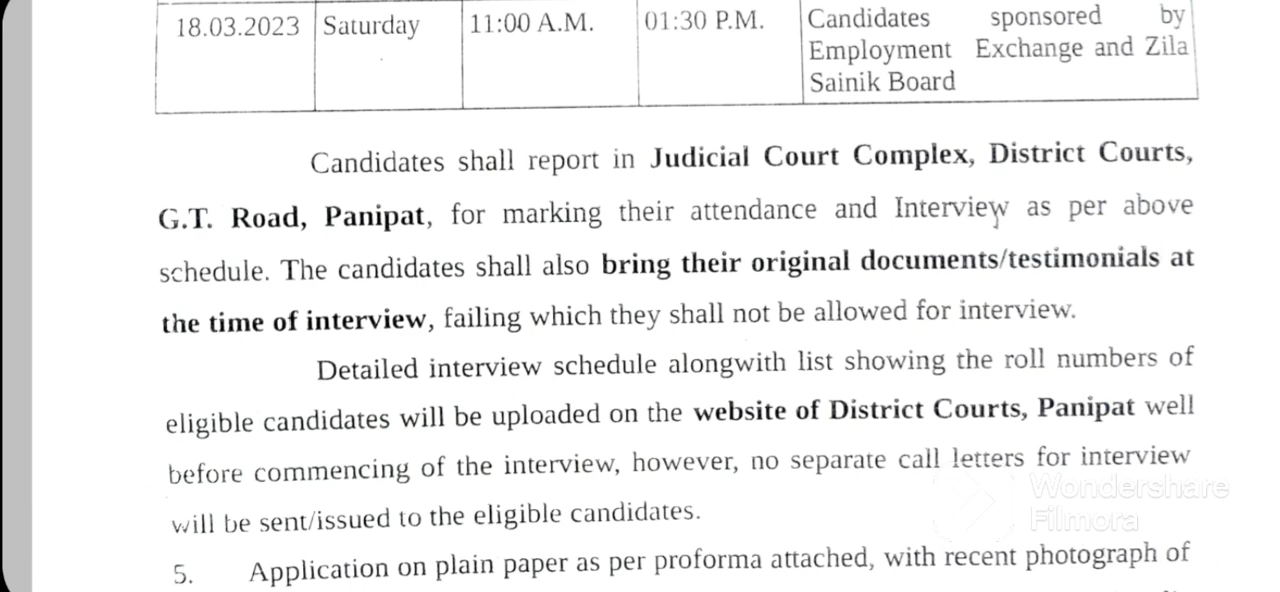 18.03.2023 Saturday 11:00 A.M. 01:30 P.M. Candidates sponsored by
Employment Exchange and Zila
Sainik Board
Candidates shall report in Judicial Court Complex, District Courts,
G.T. Road, Panipat, for marking their attendance and Interview as per above
schedule. The candidates shall also bring their original documents/testimonials at
the time of interview, failing which they shall not be allowed for interview.
Detailed interview schedule alongwith list showing the roll numbers of
eligible candidates will be uploaded on the website of District Courts, Panipat well
before commencing of the interview, however, no separate call letters for interview
will be sent/issued to the eligible candidates.
Wondershare
Filmora
5. Application on plain paper as per proforma attached, with recent photograph of